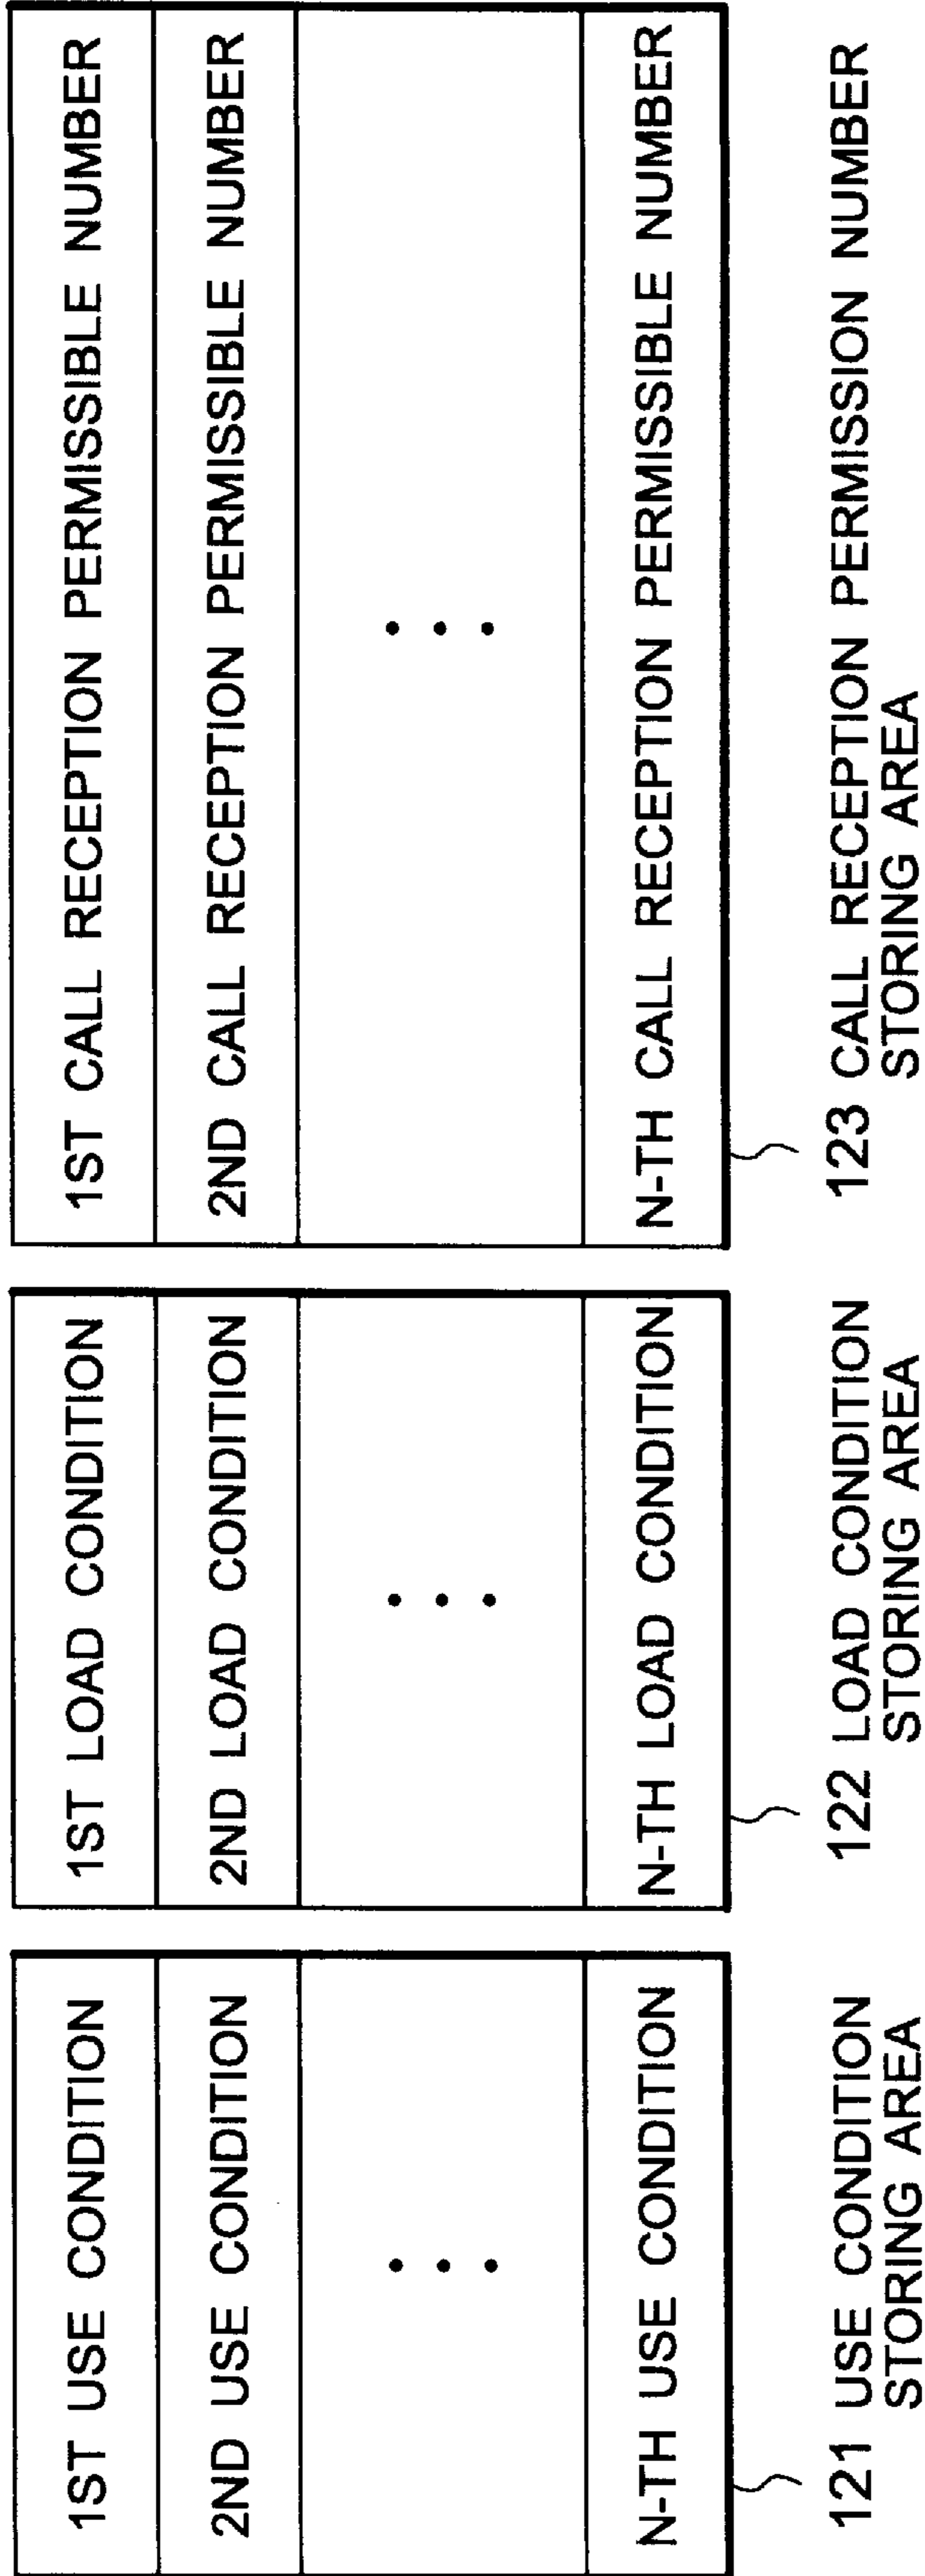 1ST USE CONDITION
2ND USE CONDITION
• • •
N-TH USE CONDITION
121 USE CONDITION
STORING AREA
1ST LOAD CONDITION
2ND LOAD CONDITION
• • •
N-TH LOAD CONDITION
122 LOAD CONDITION
STORING AREA
1ST CALL RECEPTION PERMISSIBLE NUMBER
2ND CALL RECEPTION PERMISSIBLE NUMBER
• • •
N-TH CALL RECEPTION PERMISSIBLE NUMBER
123 CALL RECEPTION PERMISSION NUMBER
STORING AREA